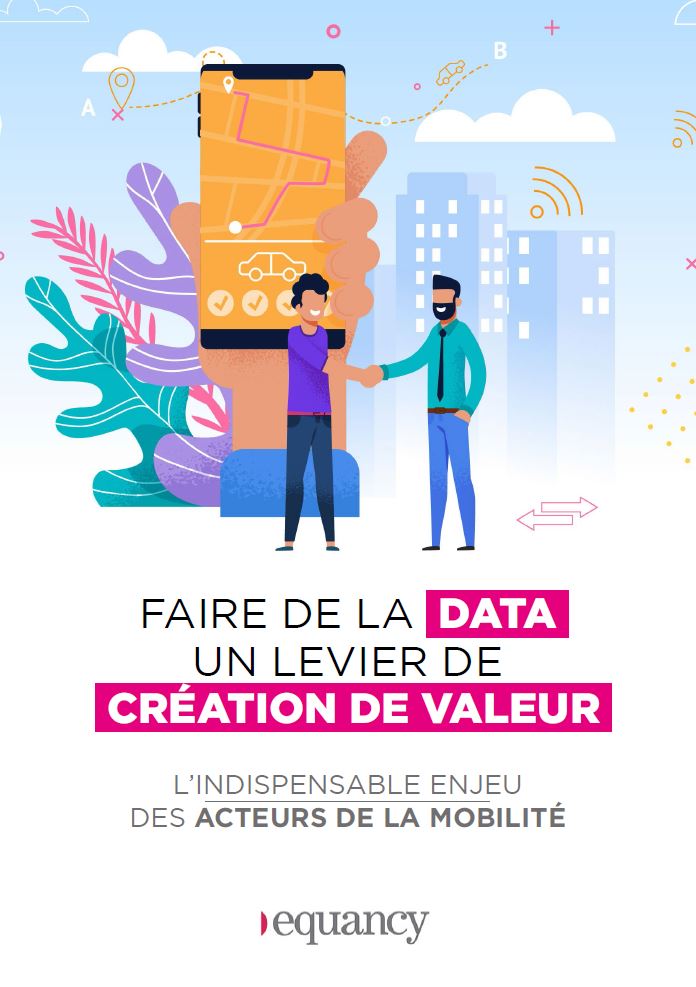 A
B
FAIRE DE LA DATA
UN LEVIER DE
CRÉATION DE VALEUR
L'INDISPENSABLE ENJEU
DES ACTEURS DE LA MOBILITÉ
equancy